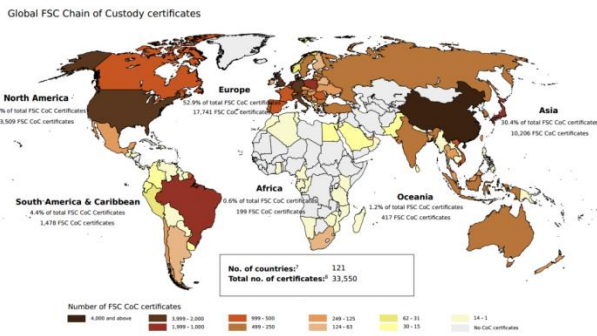 Global FSC Chain of Custody certificates
North America
% of total FSC CoC Certificates
3,509 FSC CoC certificates
Europe
52.9% of total FSC CoC Certificates
17,741 FSC CoC certificates
Asia
30.4% of total FSC CoC Certificates
10,206 FSC CoC certificates
South America & Caribbean
4.4% of total FSC CoC Certificates
1,478 FSC CoC certificates
Africa
0.6% of total FSC CoC Certificates
199 FSC CoC certificates
Oceania
1.2% of total FSC CoC Certificates
417 FSC CoC certificates
No. of countries:⁷ 121
Total no. of certificates:⁸ 33,550
Number of FSC CoC certificates
4,000 and above
3,999 – 2,000
1,999 – 1,000
999 – 500
499 – 250
249 – 125
124 – 63
62 – 31
30 – 15
14 – 1
No CoC certificates